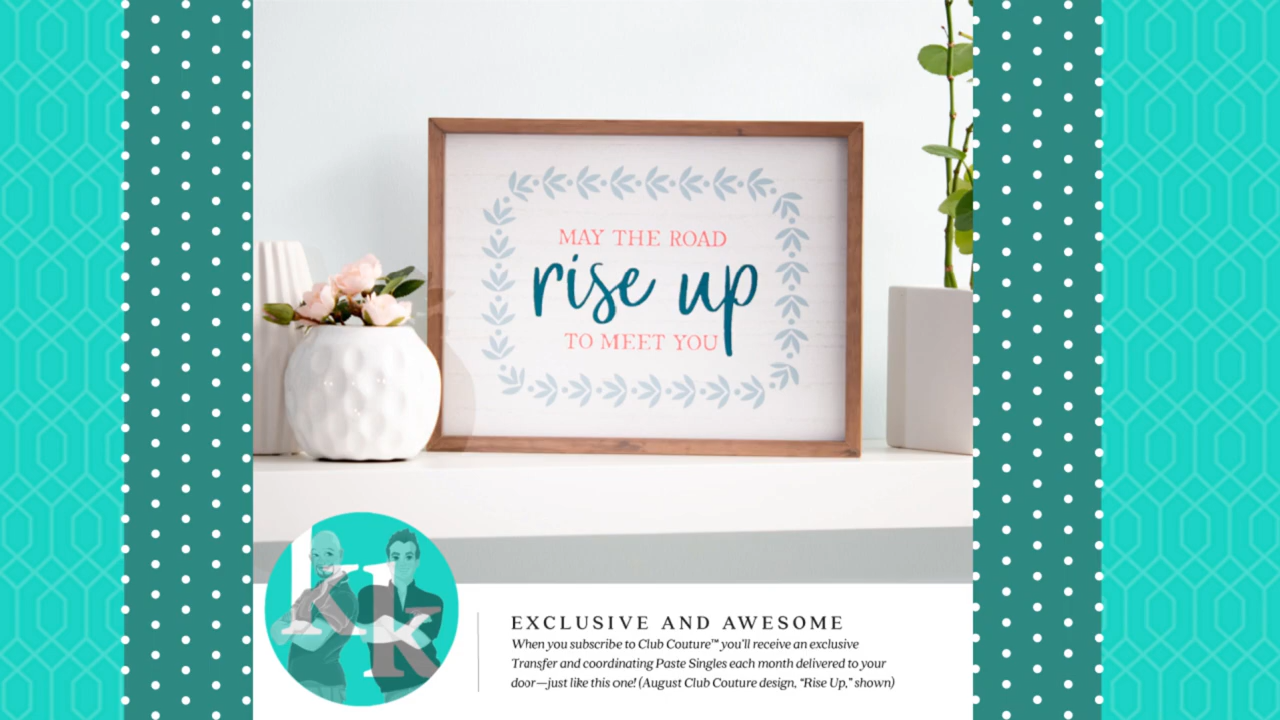 MAY THE ROAD
rise up
TO MEET YOU
kk
EXCLUSIVE AND AWESOME
When you subscribe to Club Couture™ you'll receive an exclusive
Transfer and coordinating Paste Singles each month delivered to your
door—just like this one! (August Club Couture design, “Rise Up,” shown)